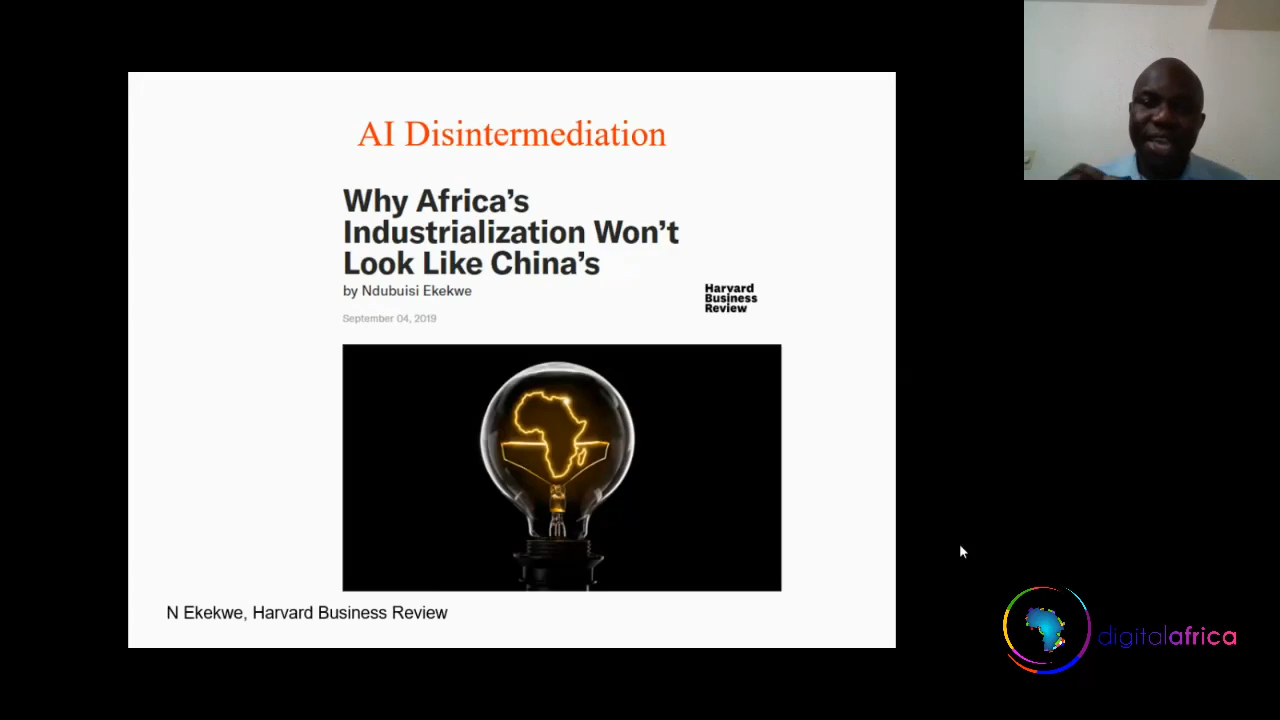 AI Disintermediation
Why Africa's
Industrialization Won't
Look Like China's
by Ndubuisi Ekekwe
September 04, 2019
Harvard
Business
Review
N Ekekwe, Harvard Business Review
digitalafrica